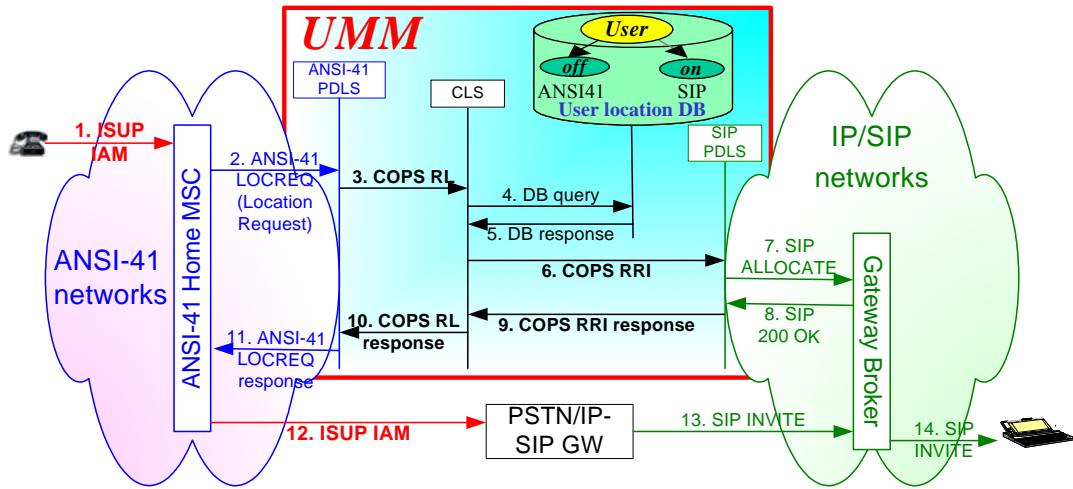 UMM
User
off
on
ANSI41
SIP
User location DB
ANSI-41
PDLS
CLS
SIP
PDLS
IP/SIP
networks
ANSI-41
networks
ANSI-41 Home MSC
Gateway Broker
1. ISUP
IAM
2. ANSI-41
LOCREQ
(Location
Request)
3. COPS RL
4. DB query
5. DB response
6. COPS RRI
7. SIP
ALLOCATE
8. SIP
200 OK
9. COPS RRI response
10. COPS RL
response
11. ANSI-41
LOCREQ
response
12. ISUP IAM
PSTN/IP-
SIP GW
13. SIP INVITE
14. SIP
INVITE